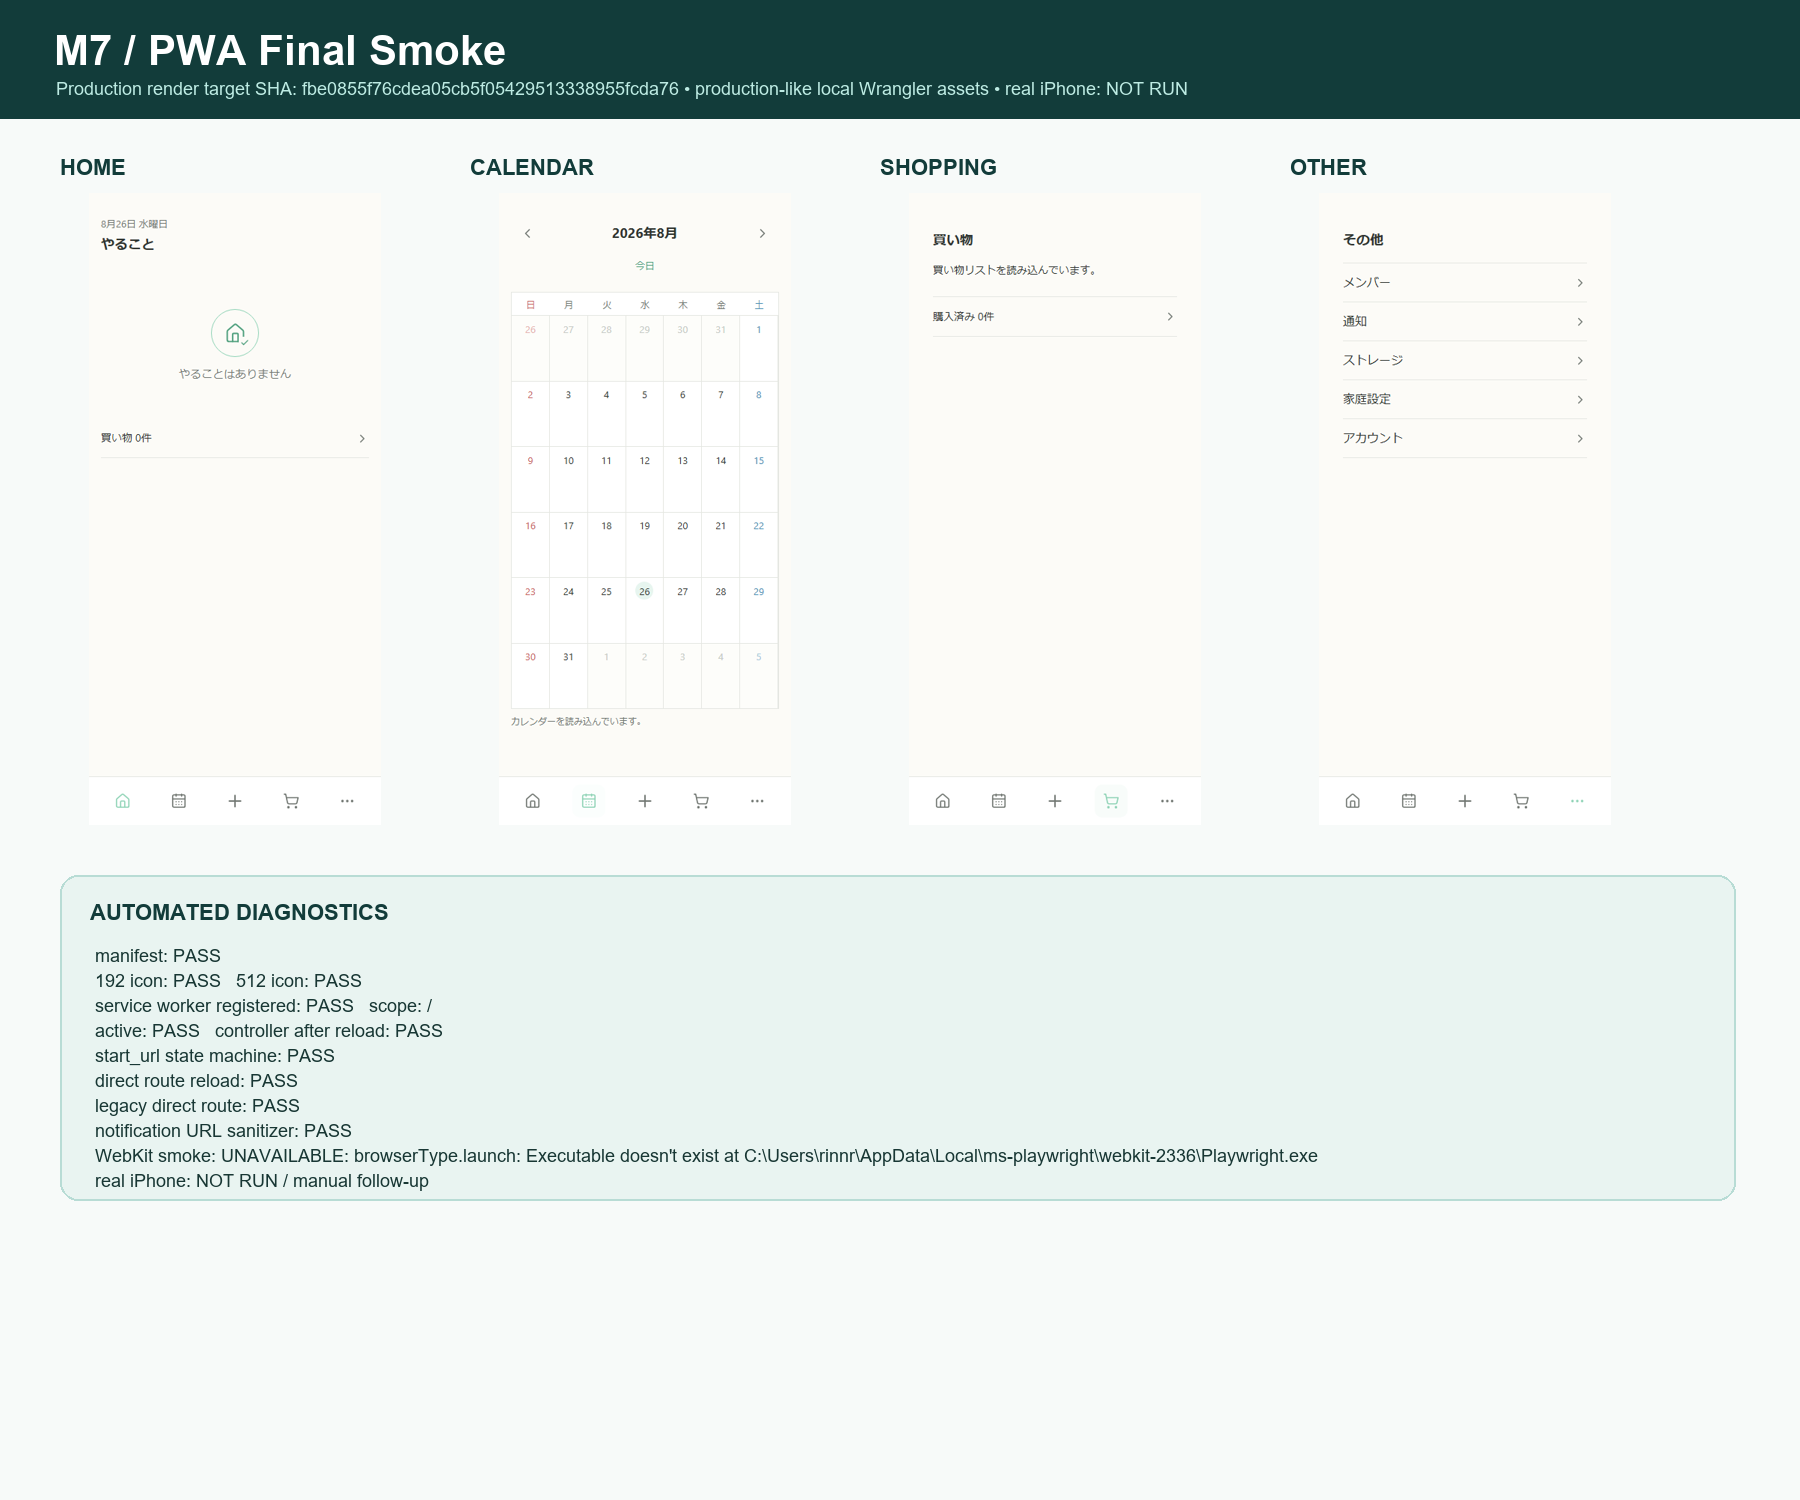 M7 / PWA Final Smoke
Production render target SHA: fbe0855f76cdea05cb5f05429513338955fcda76 • production-like local Wrangler assets • real iPhone: NOT RUN
HOME
8月26日 水曜日
やること
やることはありません
買い物 0件
CALENDAR
2026年8月
今日
日 月 火 水 木 金 土
26 27 28 29 30 31 1
2 3 4 5 6 7 8
9 10 11 12 13 14 15
16 17 18 19 20 21 22
23 24 25 26 27 28 29
30 31 1 2 3 4 5
カレンダーを読み込んでいます。
SHOPPING
買い物
買い物リストを読み込んでいます。
購入済み 0件
OTHER
その他
メンバー
通知
ストレージ
家庭設定
アカウント
AUTOMATED DIAGNOSTICS
manifest: PASS
192 icon: PASS 512 icon: PASS
service worker registered: PASS scope: /
active: PASS controller after reload: PASS
start_url state machine: PASS
direct route reload: PASS
legacy direct route: PASS
notification URL sanitizer: PASS
WebKit smoke: UNAVAILABLE: browserType.launch: Executable doesn't exist at C:\Users\rinnr\AppData\Local\ms-playwright\webkit-2336\Playwright.exe
real iPhone: NOT RUN / manual follow-up